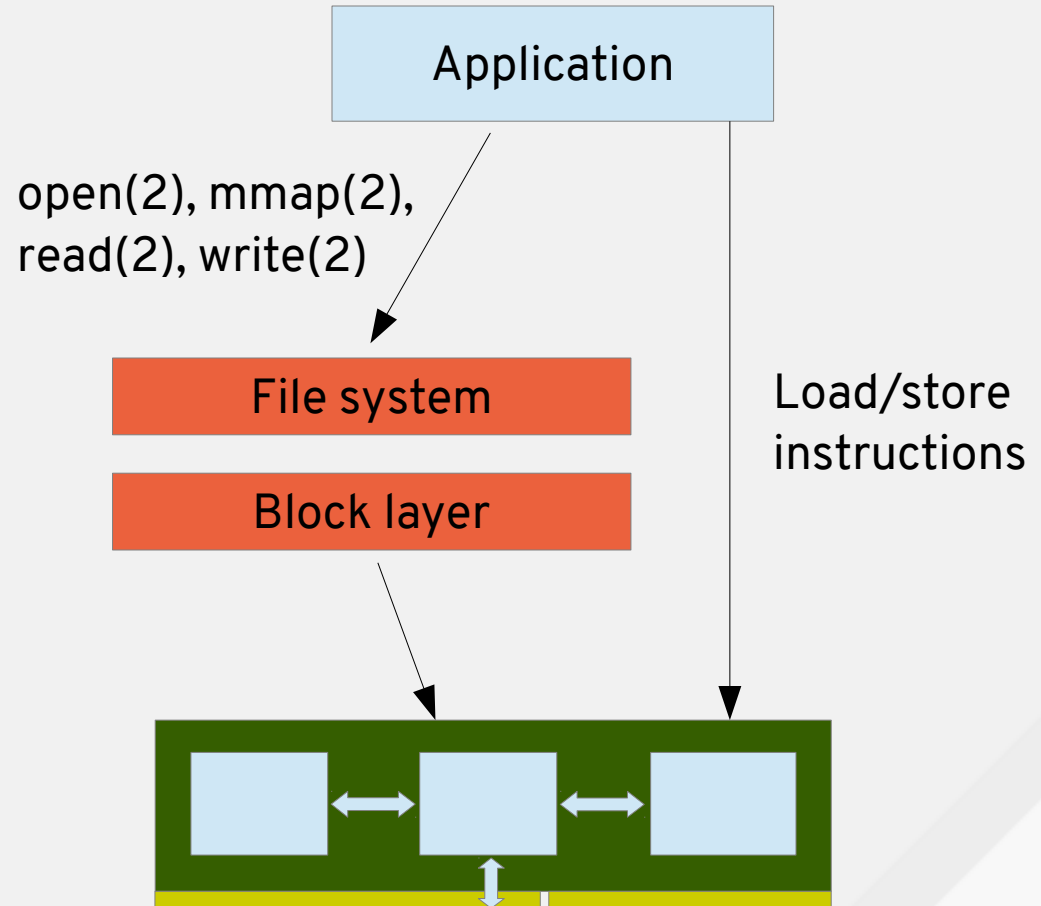 Application
open(2), mmap(2),
read(2), write(2)
File system
Load/store
instructions
Block layer